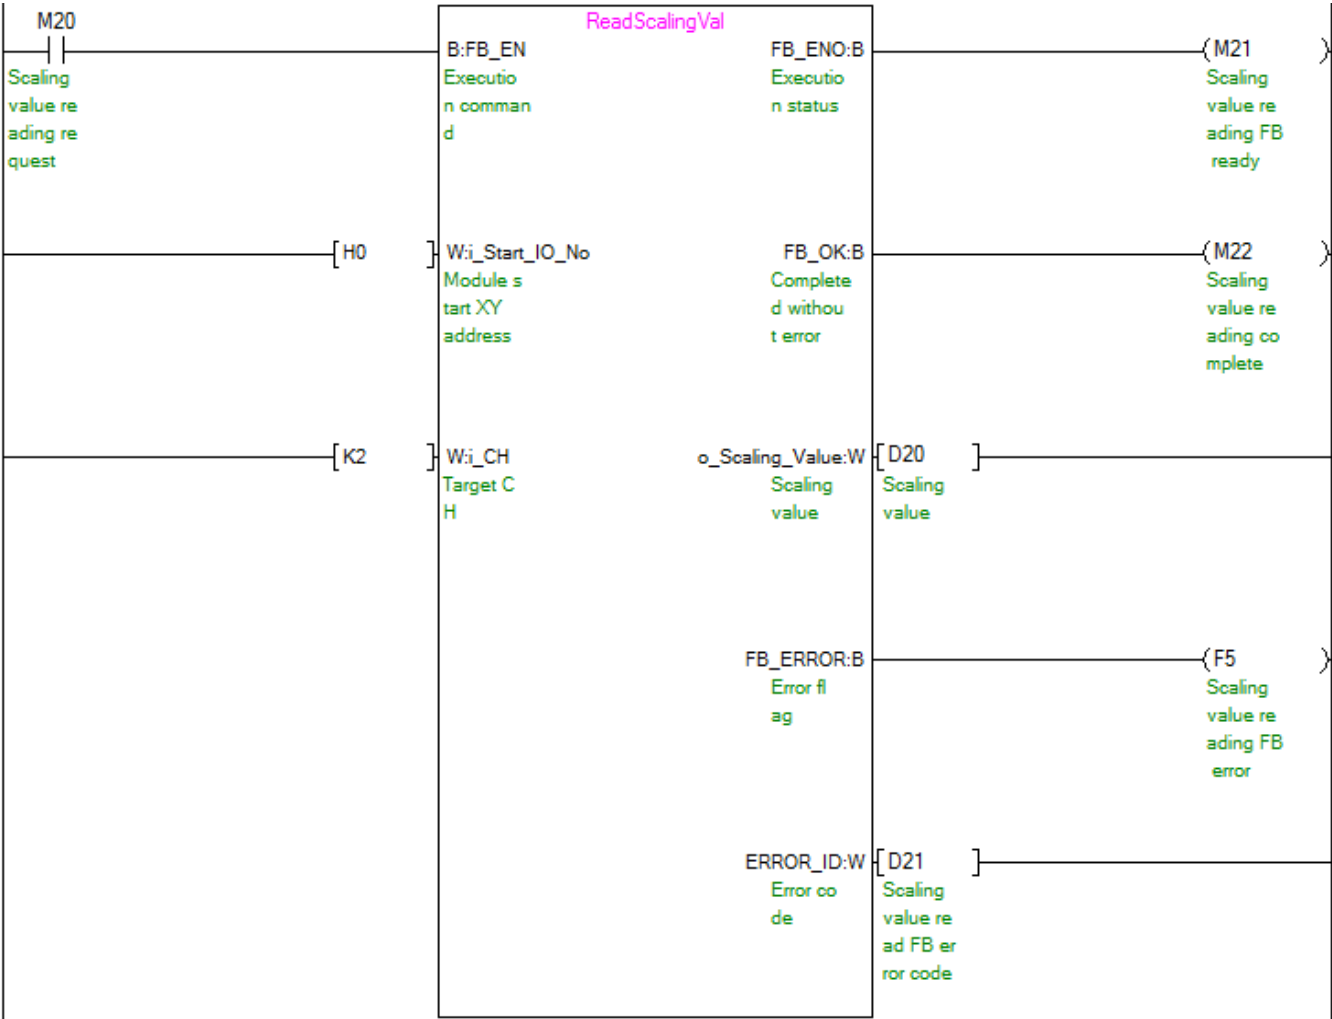 M20
Scaling
value re
ading re
quest
ReadScalingVal
B:FB_EN
Executio
n comman
d
FB_ENO:B
Executio
n status
M21
Scaling
value re
ading FB
ready
H0
W:i_Start_IO_No
Module s
tart XY
address
FB_OK:B
Complete
d withou
t error
M22
Scaling
value re
ading co
mplete
K2
W:i_CH
Target C
H
o_Scaling_Value:W
Scaling
value
D20
Scaling
value
FB_ERROR:B
Error fl
ag
F5
Scaling
value re
ading FB
error
ERROR_ID:W
Error co
de
D21
Scaling
value re
ad FB er
ror code